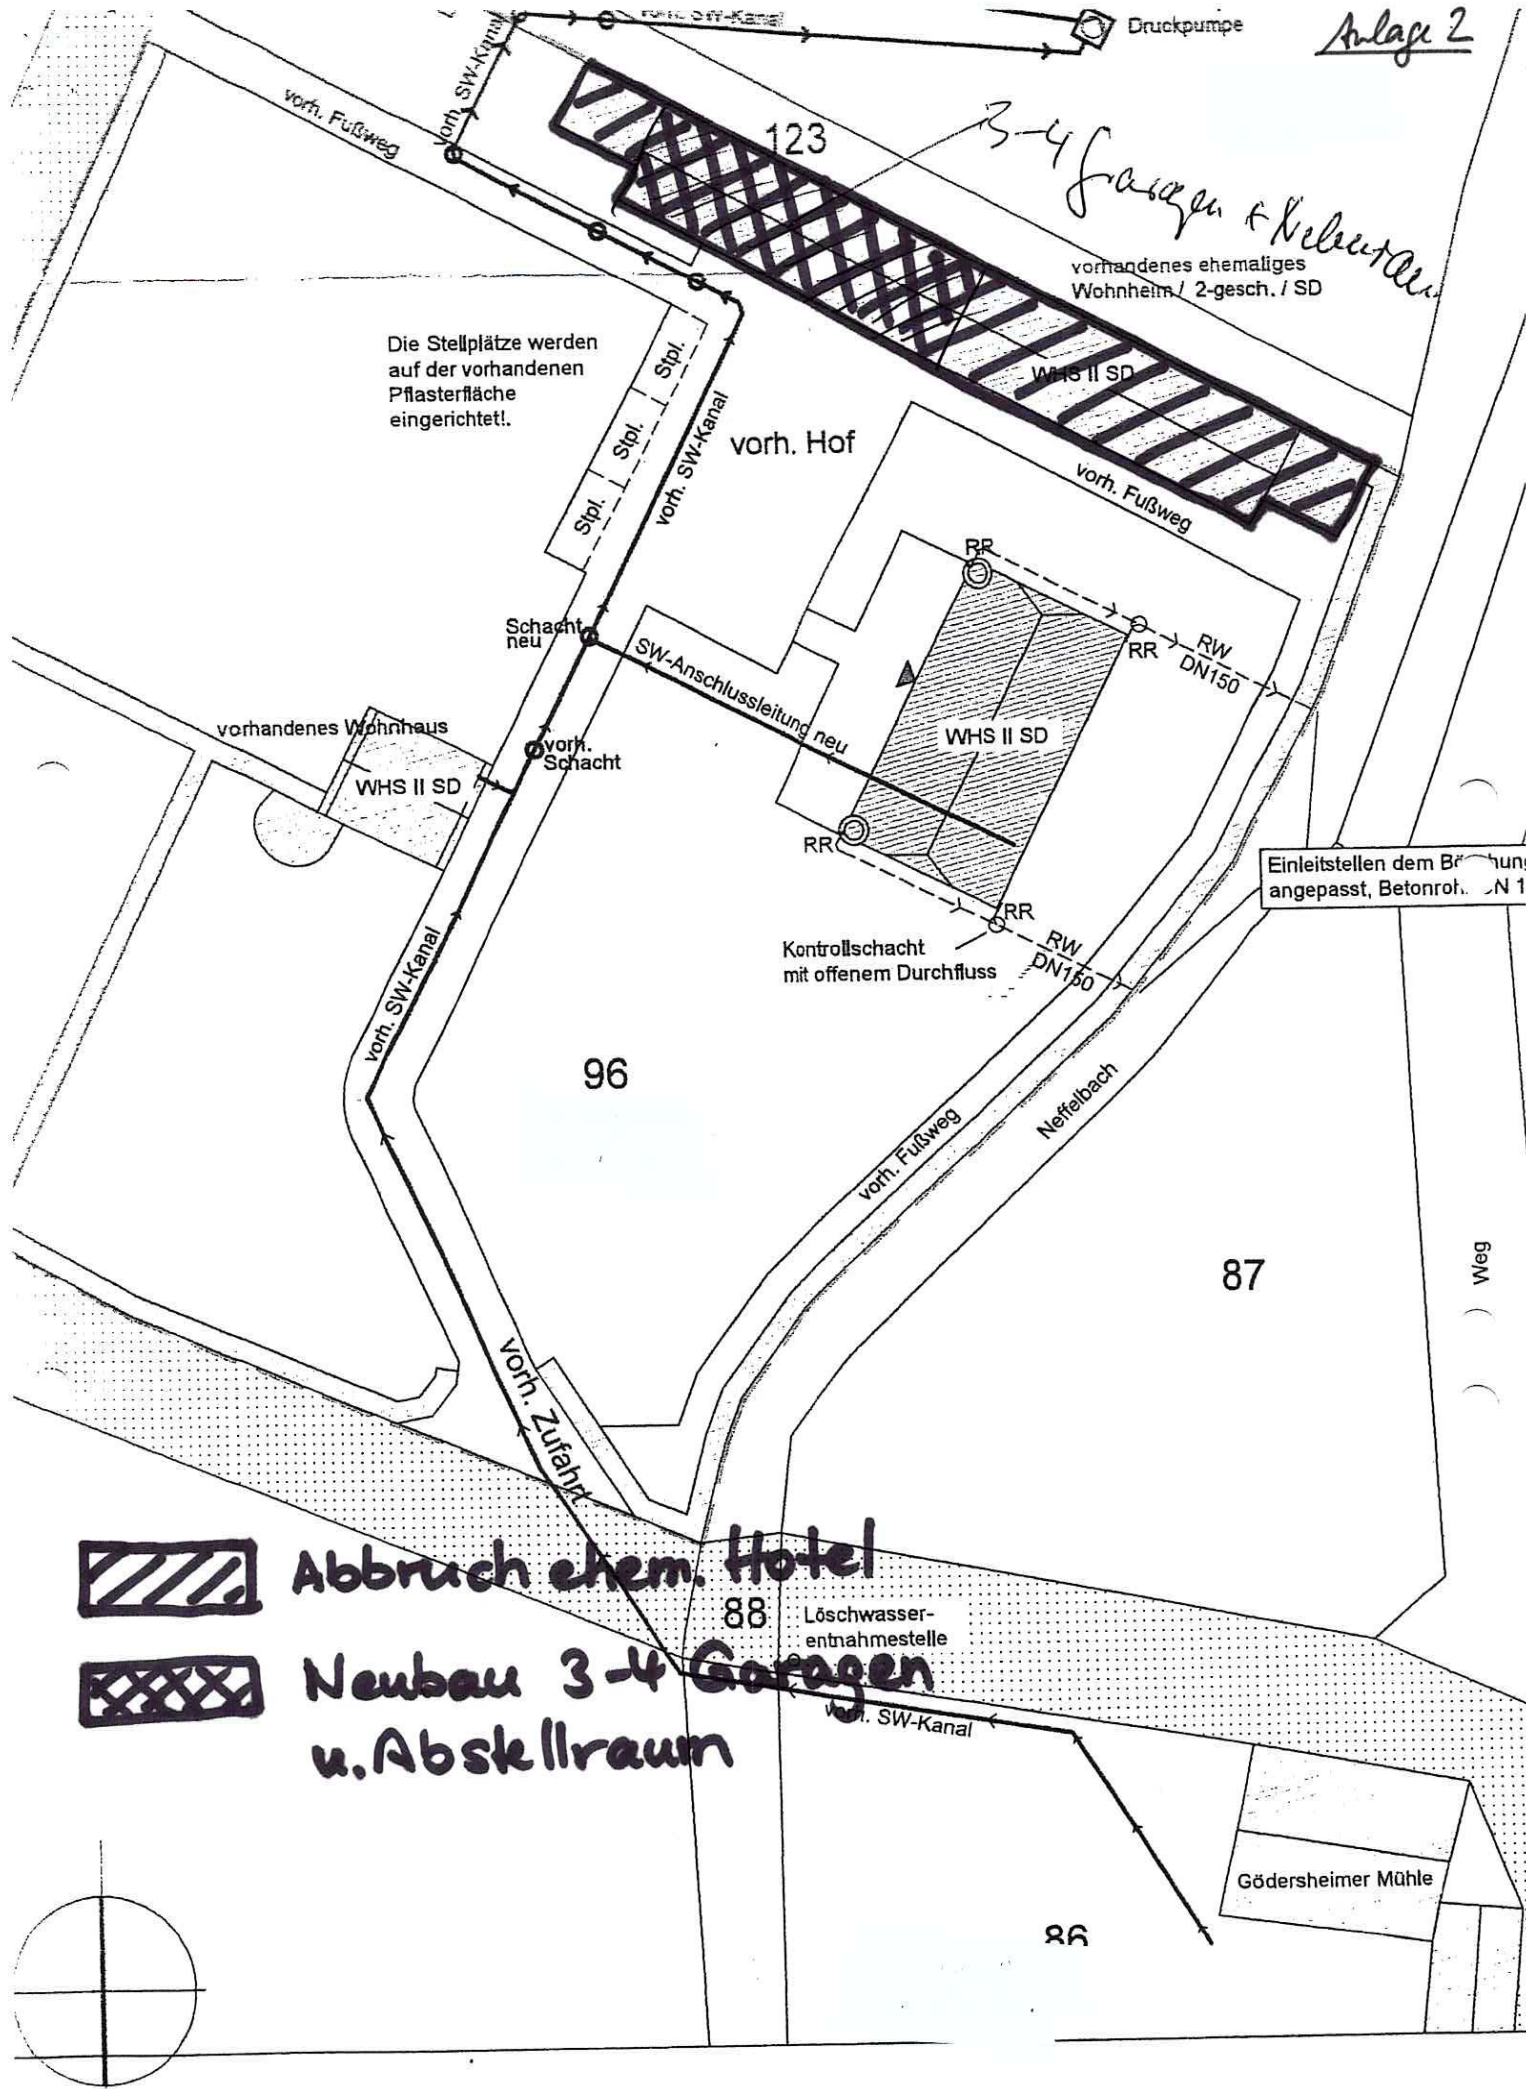 vorh. SW-Kanal
Druckpumpe
Anlage 2
vorh. SW-Kanal
vorh. Fußweg
123
3-4 Garagen +
vorhandenes ehemaliges
Wohnheim / 2-gesch. / SD
Die Stellplätze werden
auf der vorhandenen
Pflasterfläche
eingerichtet!.
Stpl.
Stpl.
Stpl.
vorh. SW-Kanal
vorh. Hof
WHS II SD
vorh. Fußweg
RR
RR
RW
DN150
Schacht
neu
SW-Anschlussleitung neu
WHS II SD
vorhandenes Wohnhaus
vorh.
Schacht
WHS II SD
RR
RR
Einleitstellen dem
angepasst,
Kontrollschacht
mit offenem Durchfluss
RW
DN150
vorh. SW-Kanal
96
vorh. Fußweg
Neffelbach
87
Weg
vorh. Zufahrt
Abbruch ehem. Hotel
88
Löschwasser-
entnahmestelle
Neubau 3-4 Garagen
u. Abstellraum
vorh. SW-Kanal
Gödersheimer Mühle
86